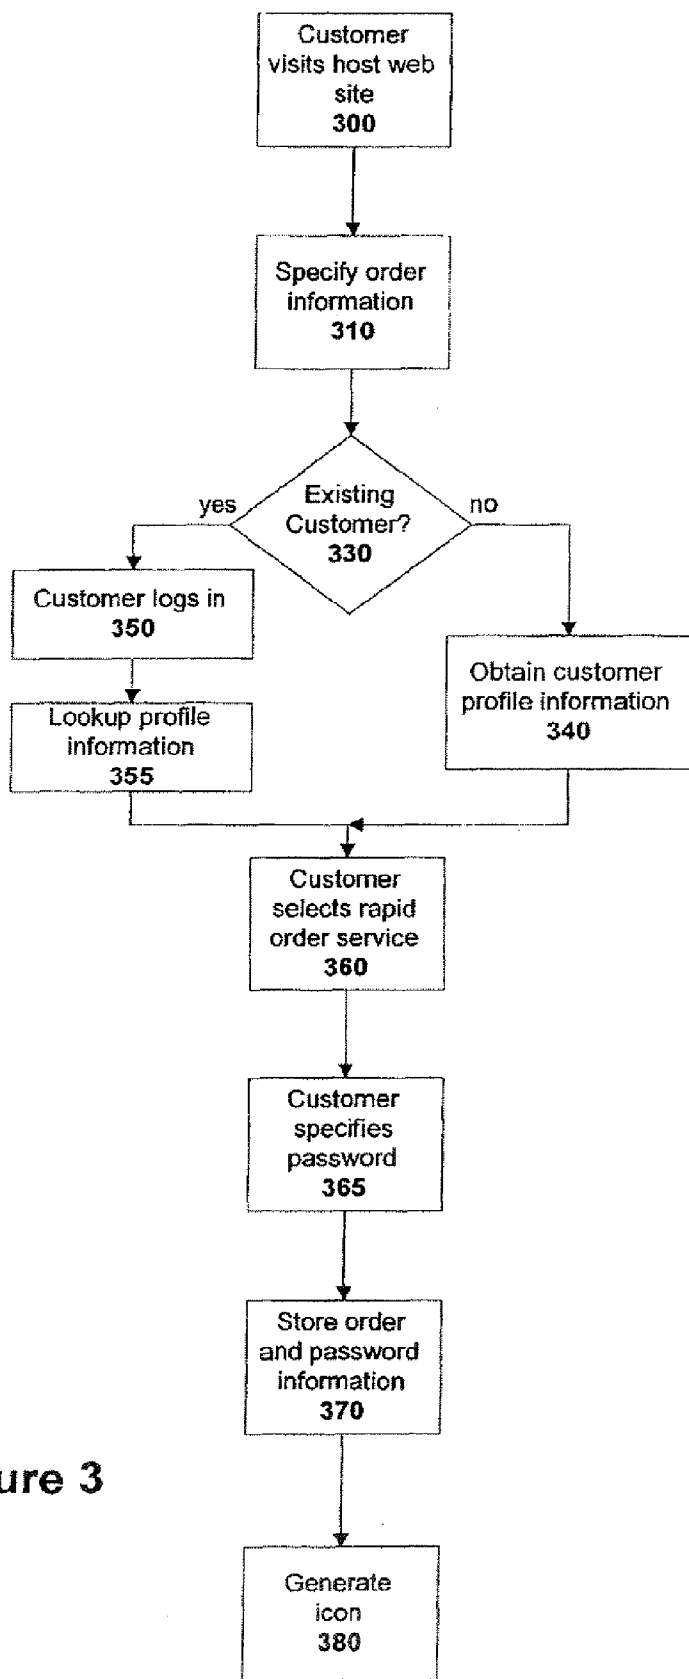 Customer
visits host web
site
300
Specify order
information
310
Existing
Customer?
330
yes
no
Customer logs in
350
Lookup profile
information
355
Obtain customer
profile information
340
Customer
selects rapid
order service
360
Customer
specifies
password
365
Store order
and password
information
370
ure 3
Generate
icon
380